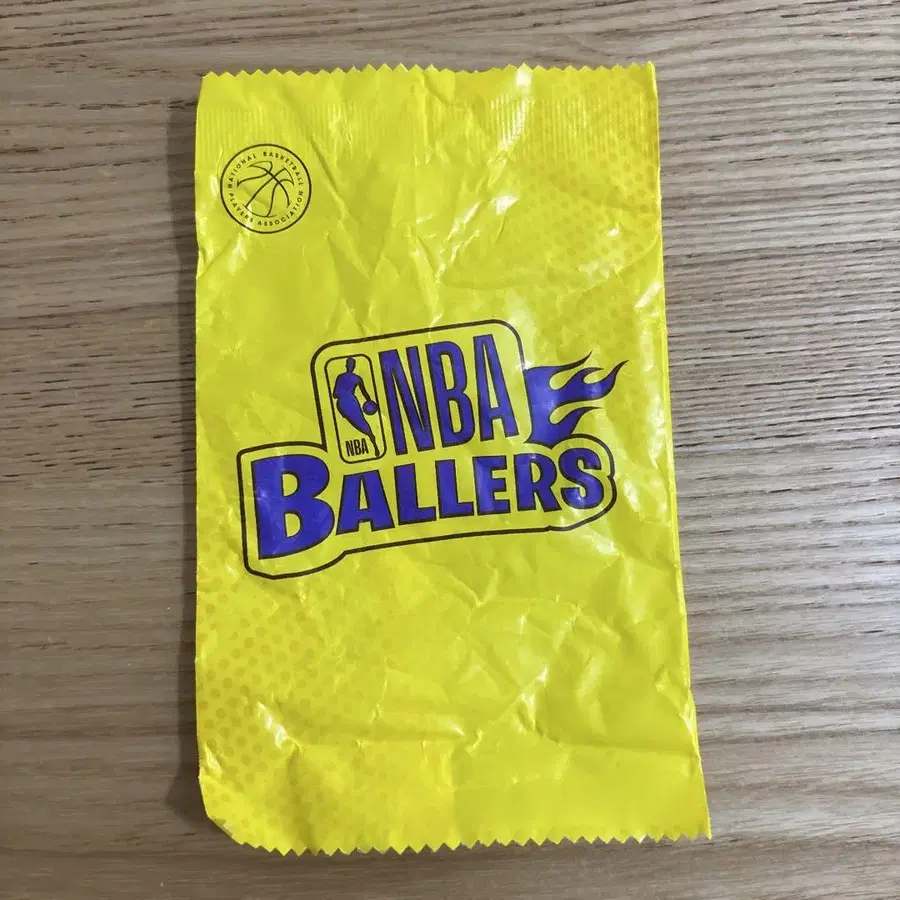 NATIONAL BASKETBALL
PLAYERS ASSOCIATION
NBA
NBA
BALLERS